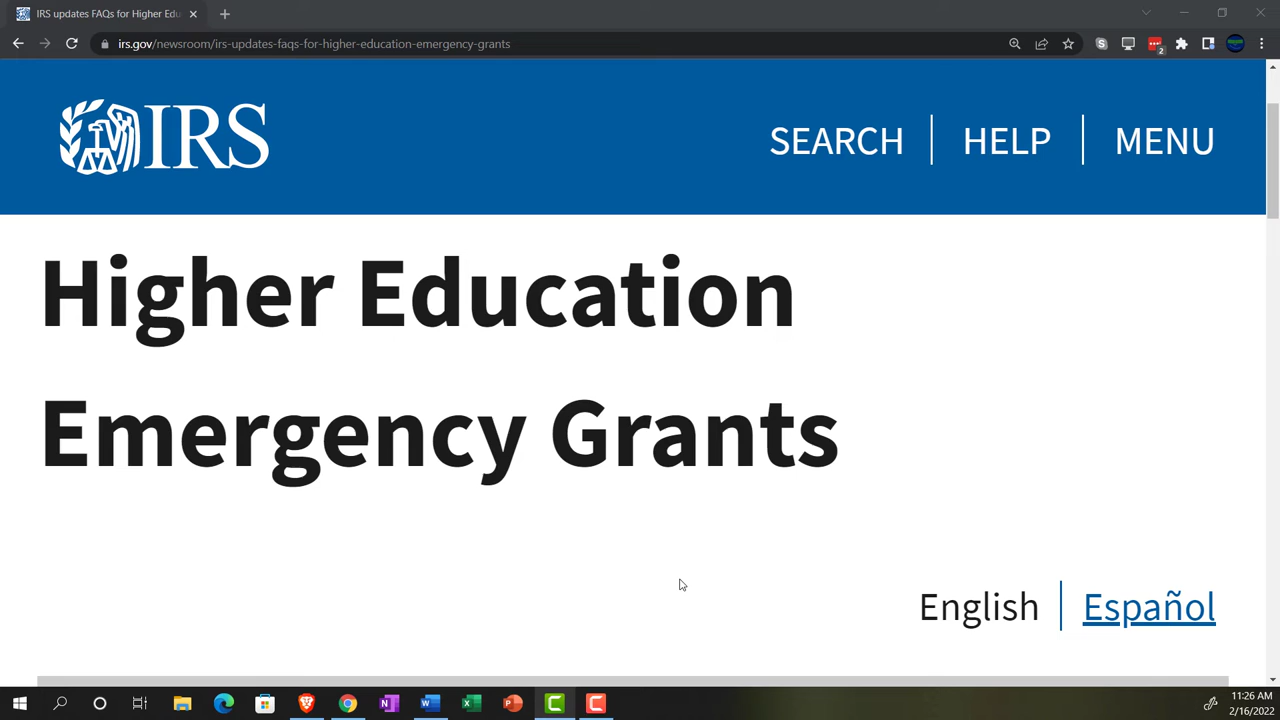 IRS updates FAQs for Higher Edu
irs.gov/newsroom/irs-updates-faqs-for-higher-education-emergency-grants
2
IRS
SEARCH HELP MENU
Higher Education
Emergency Grants
English Español
11:26 AM
2/16/2022